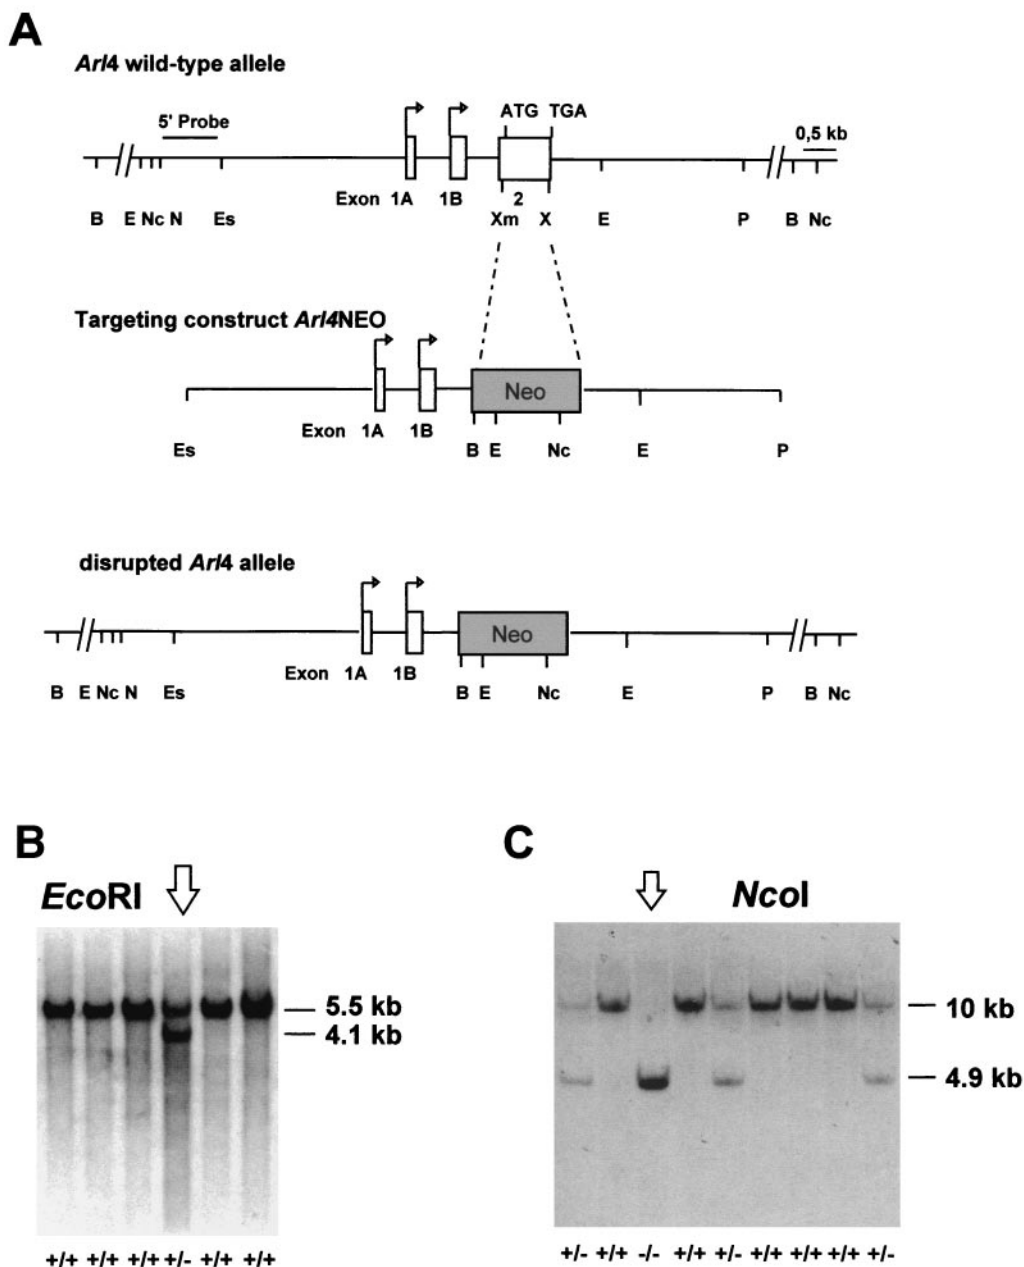 A
Arl4 wild-type allele
ATG TGA
5' Probe
0,5 kb
Exon 1A 1B 2
Xm X
B E Nc N Es E P B Nc
Targeting construct Arl4NEO
Neo
Exon 1A 1B
Es B E Nc E P
disrupted Arl4 allele
Neo
Exon 1A 1B
B E Nc N Es B E Nc E P B Nc
B
EcoRI
5.5 kb
4.1 kb
+/+ +/+ +/+ +/- +/+ +/+
C
NcoI
10 kb
4.9 kb
+/- +/+ -/- +/+ +/- +/+ +/+ +/+ +/-